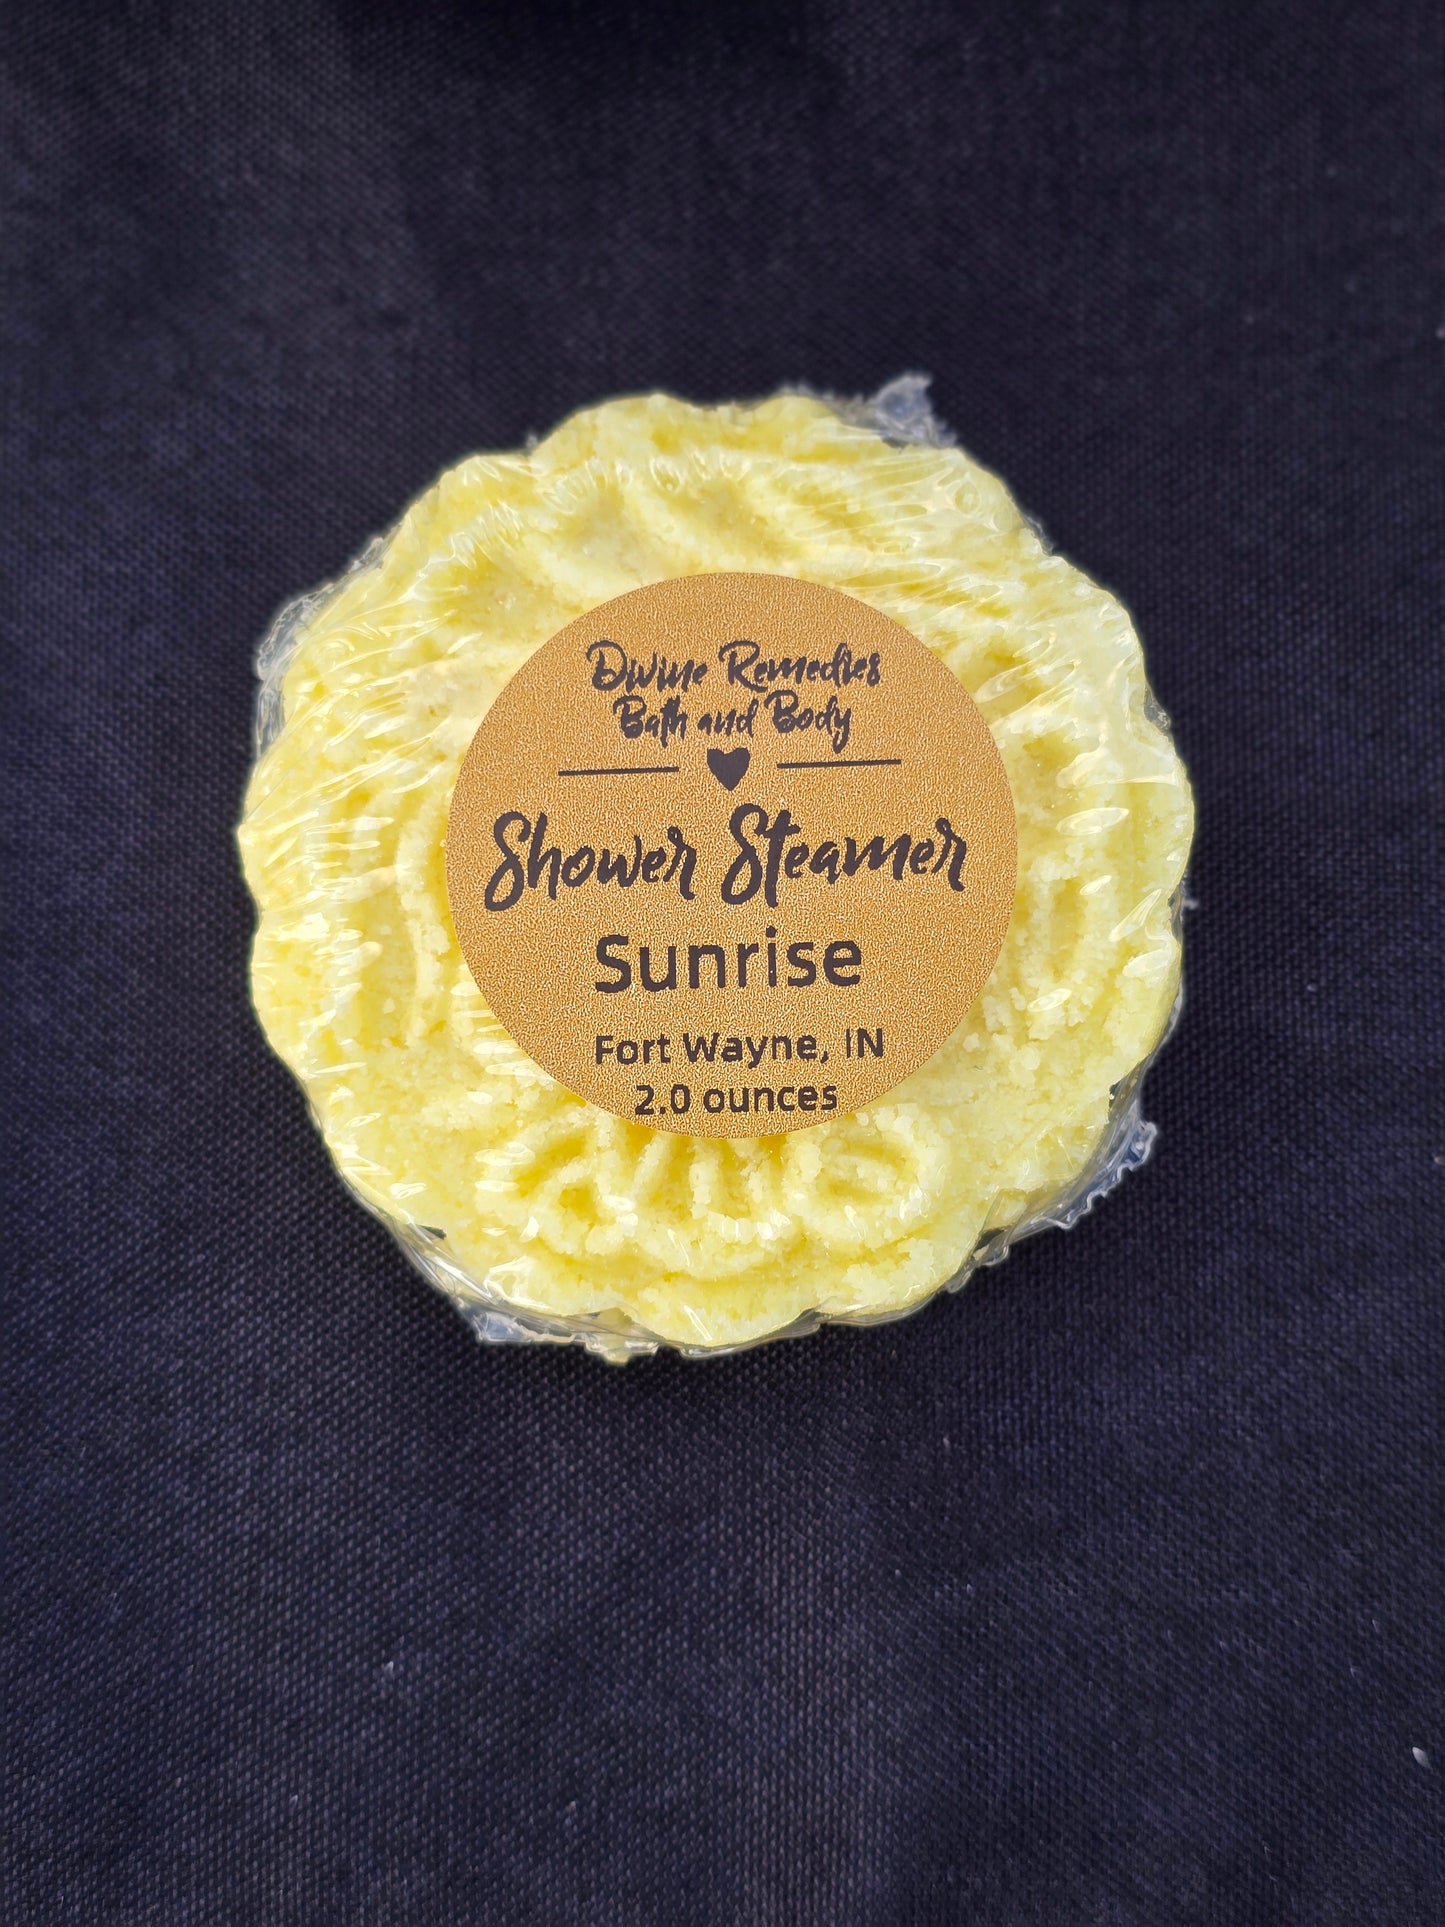 Divine Remedies
Bath and Body
Shower Steamer
Sunrise
Fort Wayne, IN
2.0 ounces